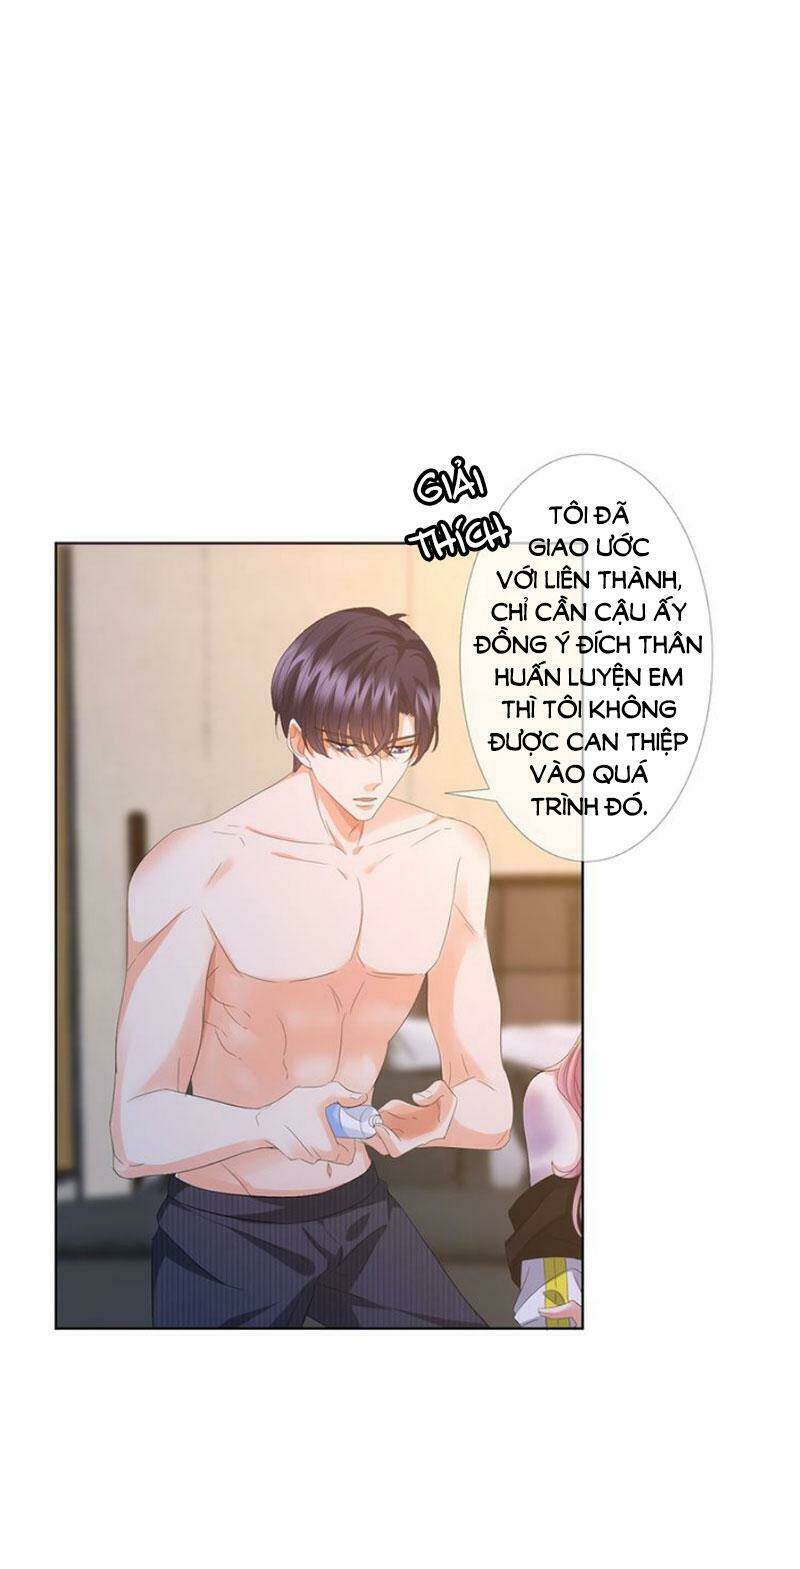 GIẢI
THÍCH
TÔI ĐÃ
GIAO ƯỚC
VỚI LIÊN THÀNH,
CHỈ CẦN CẬU ẤY
ĐỒNG Ý ĐÍCH THÂN
HUẤN LUYỆN EM
THÌ TÔI KHÔNG
ĐƯỢC CAN THIỆP
VÀO QUÁ
TRÌNH ĐÓ.